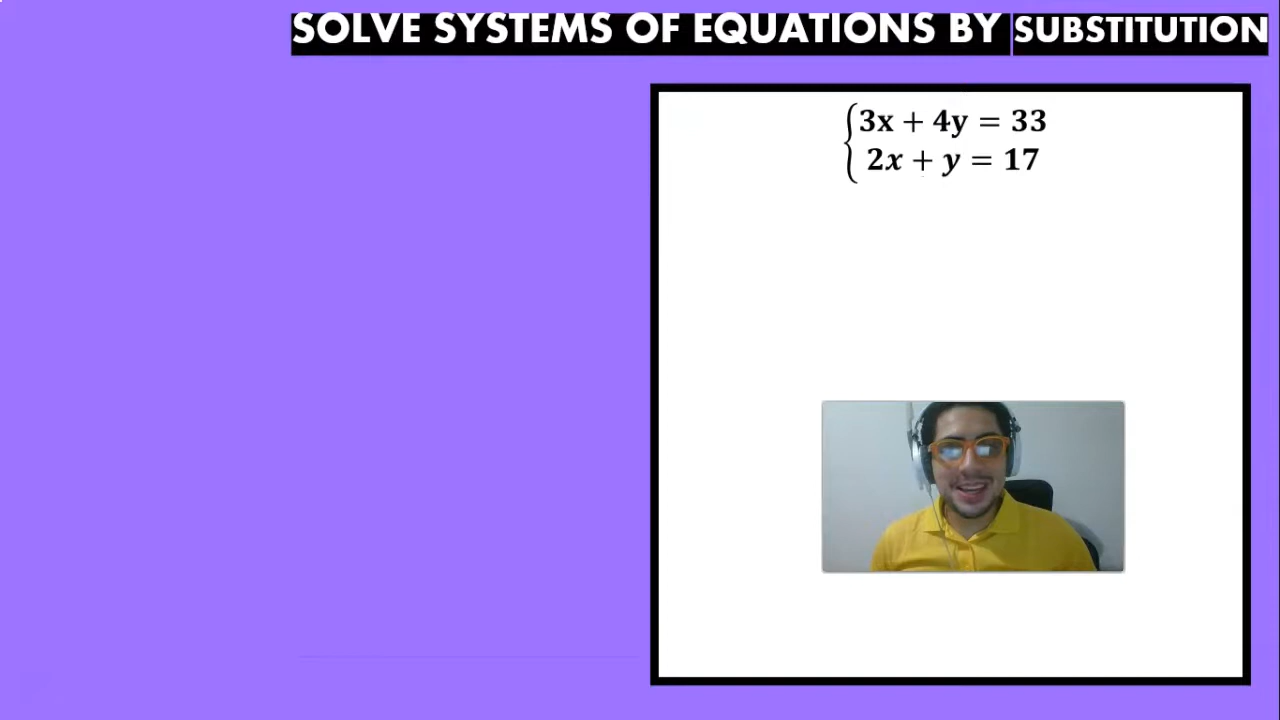 SOLVE SYSTEMS OF EQUATIONS BY SUBSTITUTION
3x + 4y = 33
2x + y = 17